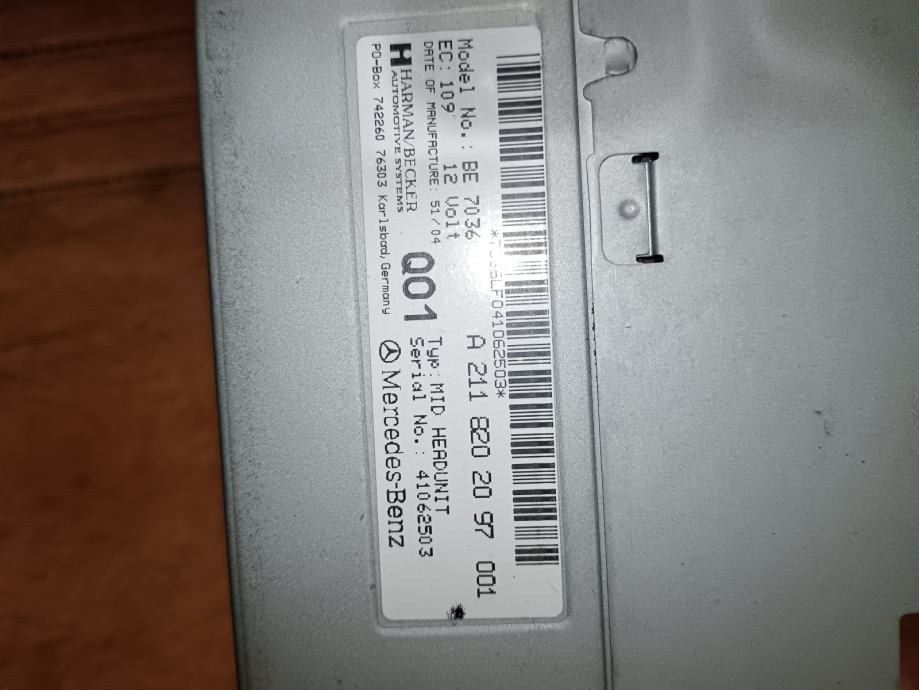 *7036LF041062503*
Model No.: BE 7036
A 211 820 20 97 001
EC: 109 12 Volt
Typ: MID HEADUNIT
DATE OF MANUFACTURE: 51/04
Serial No.: 41062503
HARMAN/BECKER
AUTOMOTIVE SYSTEMS
Q01
Mercedes-Benz
PO-Box 742260 76303 Karlsbad, Germany